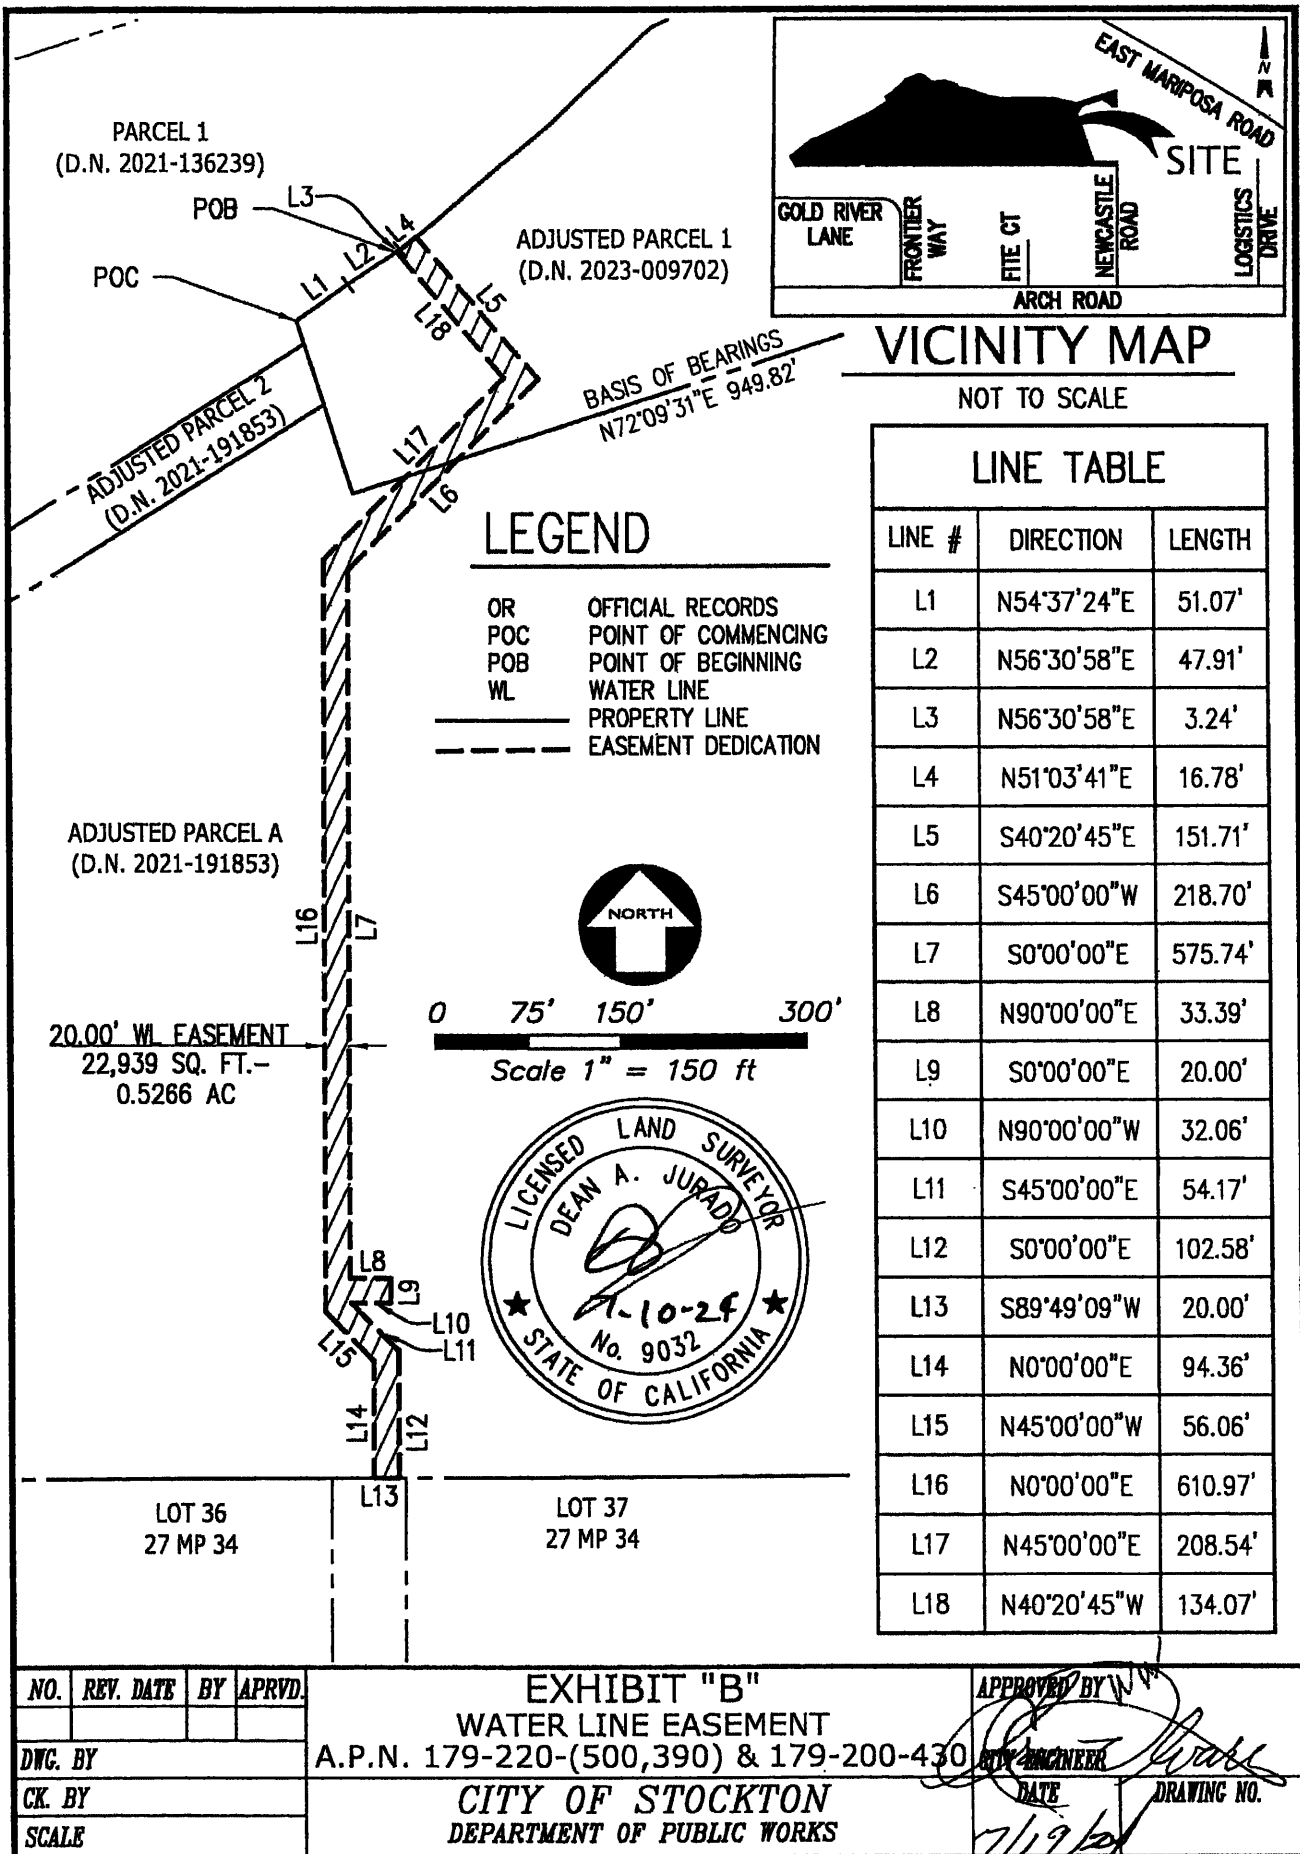 PARCEL 1
(D.N. 2021-136239)
L3
POB
L4
L2
POC
L1
ADJUSTED PARCEL 1
(D.N. 2023-009702)
L5
L18
BASIS OF BEARINGS
N72°09'31"E 949.82'
ADJUSTED PARCEL 2
(D.N. 2021-191853)
L17
L6
EAST MARIPOSA ROAD
N
SITE
GOLD RIVER
LANE
FRONTIER
WAY
FITE CT
NEWCASTLE
ROAD
LOGISTICS
DRIVE
ARCH ROAD
VICINITY MAP
NOT TO SCALE
LEGEND
OR OFFICIAL RECORDS
POC POINT OF COMMENCING
POB POINT OF BEGINNING
WL WATER LINE
PROPERTY LINE
EASEMENT DEDICATION
LINE TABLE
LINE # DIRECTION LENGTH
L1 N54°37'24"E 51.07'
L2 N56°30'58"E 47.91'
L3 N56°30'58"E 3.24'
L4 N51°03'41"E 16.78'
L5 S40°20'45"E 151.71'
L6 S45°00'00"W 218.70'
L7 S0°00'00"E 575.74'
L8 N90°00'00"E 33.39'
L9 S0°00'00"E 20.00'
L10 N90°00'00"W 32.06'
L11 S45°00'00"E 54.17'
L12 S0°00'00"E 102.58'
L13 S89°49'09"W 20.00'
L14 N0°00'00"E 94.36'
L15 N45°00'00"W 56.06'
L16 N0°00'00"E 610.97'
L17 N45°00'00"E 208.54'
L18 N40°20'45"W 134.07'
ADJUSTED PARCEL A
(D.N. 2021-191853)
L16
L7
NORTH
0 75' 150' 300'
Scale 1" = 150 ft
20.00' WL EASEMENT
22,939 SQ. FT.-
0.5266 AC
LICENSED LAND SURVEYOR
DEAN A. JURADO
7-10-24
No. 9032
STATE OF CALIFORNIA
L8
L9
L10
L11
L15
L14
L12
L13
LOT 36
27 MP 34
LOT 37
27 MP 34
NO. REV. DATE BY APRVD.
DWG. BY
CK. BY
SCALE
EXHIBIT "B"
WATER LINE EASEMENT
A.P.N. 179-220-(500,390) & 179-200-430
CITY OF STOCKTON
DEPARTMENT OF PUBLIC WORKS
APPROVED BY
CITY ENGINEER
DATE
DRAWING NO.